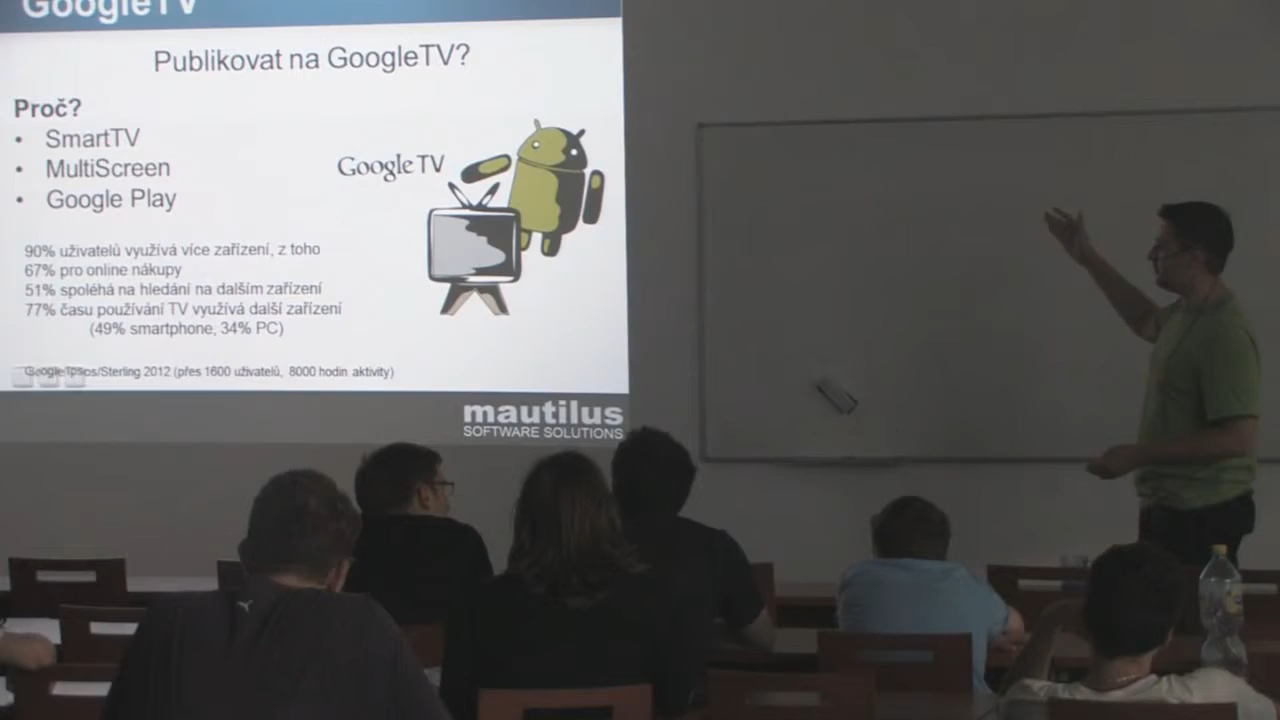 GoogleTV
Publikovat na GoogleTV?
Proč?
• SmartTV
• MultiScreen
• Google Play
Google TV
90% uživatelů využívá více zařízení, z toho
67% pro online nákupy
51% spoléhá na hledání na dalším zařízení
77% času používání TV využívá další zařízení
(49% smartphone, 34% PC)
/Sterling 2012 (přes 1600 uživatelů, 8000 hodin aktivity)
mautilus
SOFTWARE SOLUTIONS